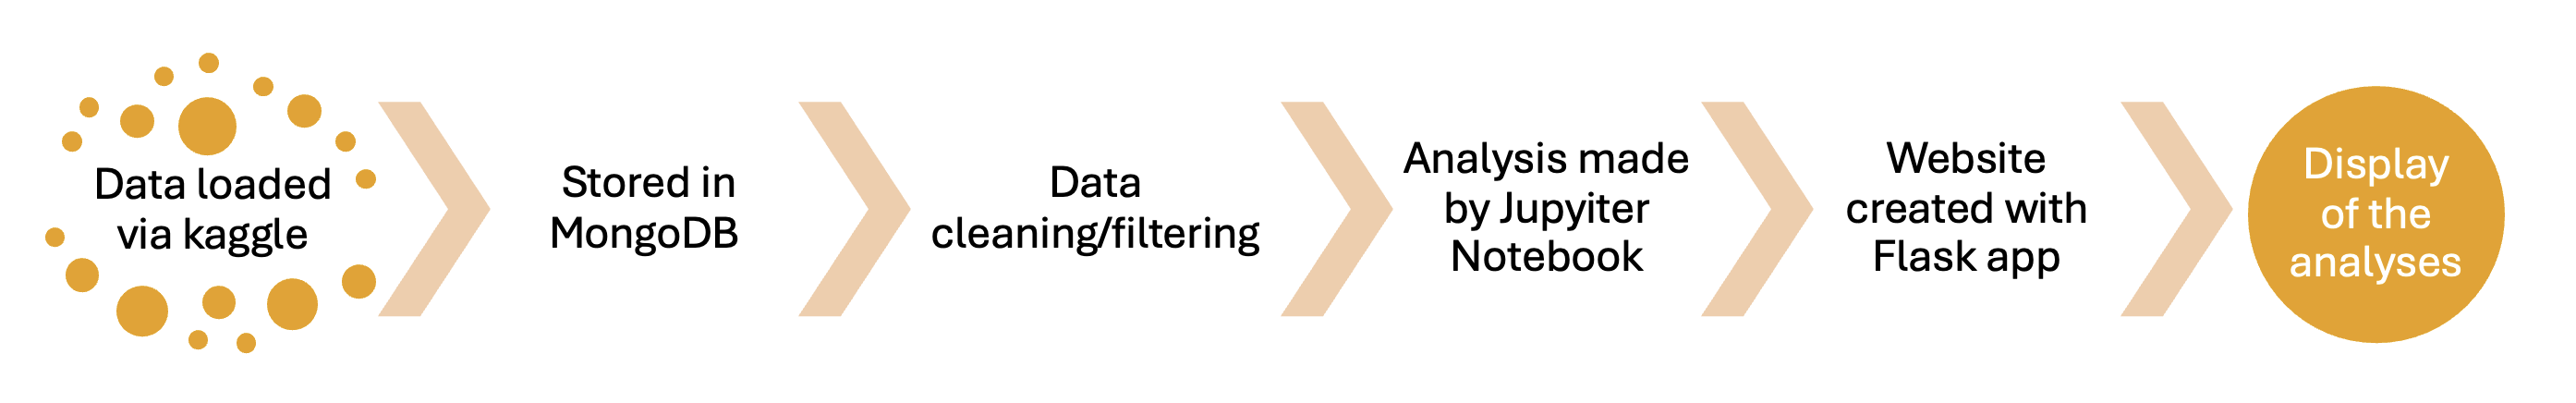 Data loaded
via kaggle
Stored in
MongoDB
Data
cleaning/filtering
Analysis made
by Jupyiter
Notebook
Website
created with
Flask app
Display
of the
analyses